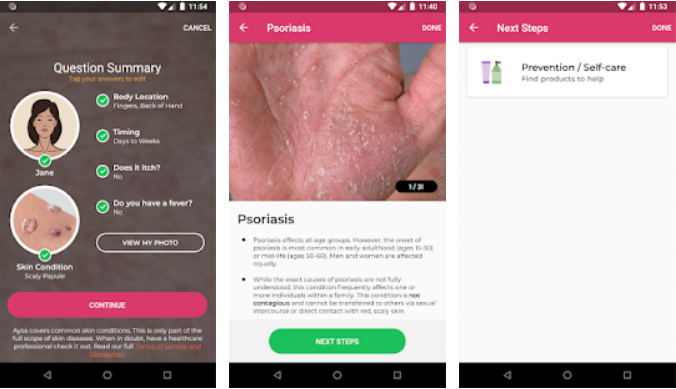 11:54
CANCEL
Question Summary
Tap your answers to edit
Body Location
Fingers, Back of Hand
Timing
Days to Weeks
Jane
Does it itch?
No
Do you have a fever?
No
VIEW MY PHOTO
Skin Condition
Scaly Papule
CONTINUE
Aysa covers common skin conditions. This is only part of the
full scope of skin diseases. When in doubt, have a healthcare
professional check it out. Read our full Terms of Service and
Disclaimer.
11:40
Psoriasis
DONE
1 / 31
Psoriasis
Psoriasis affects all age groups. However, the onset of
psoriasis is most common in early adulthood (ages 15-30)
or mid-life (ages 50-60). Men and women are affected
equally.
While the exact causes of psoriasis are not fully
understood, this condition frequently affects one or
more individuals within a family. This condition is not
contagious and cannot be transferred to others via sexual
intercourse or direct contact with red, scaly skin.
NEXT STEPS
11:53
Next Steps
DONE
Prevention / Self-care
Find products to help